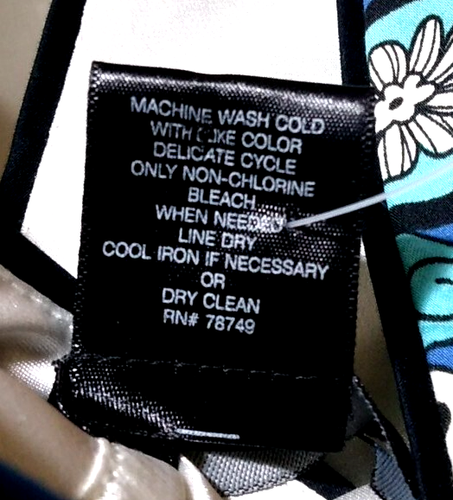 MACHINE WASH COLD
WITH LIKE COLOR
DELICATE CYCLE
ONLY NON-CHLORINE
BLEACH
WHEN NEEDED
LINE DRY
COOL IRON IF NECESSARY
OR
DRY CLEAN
RN# 78749